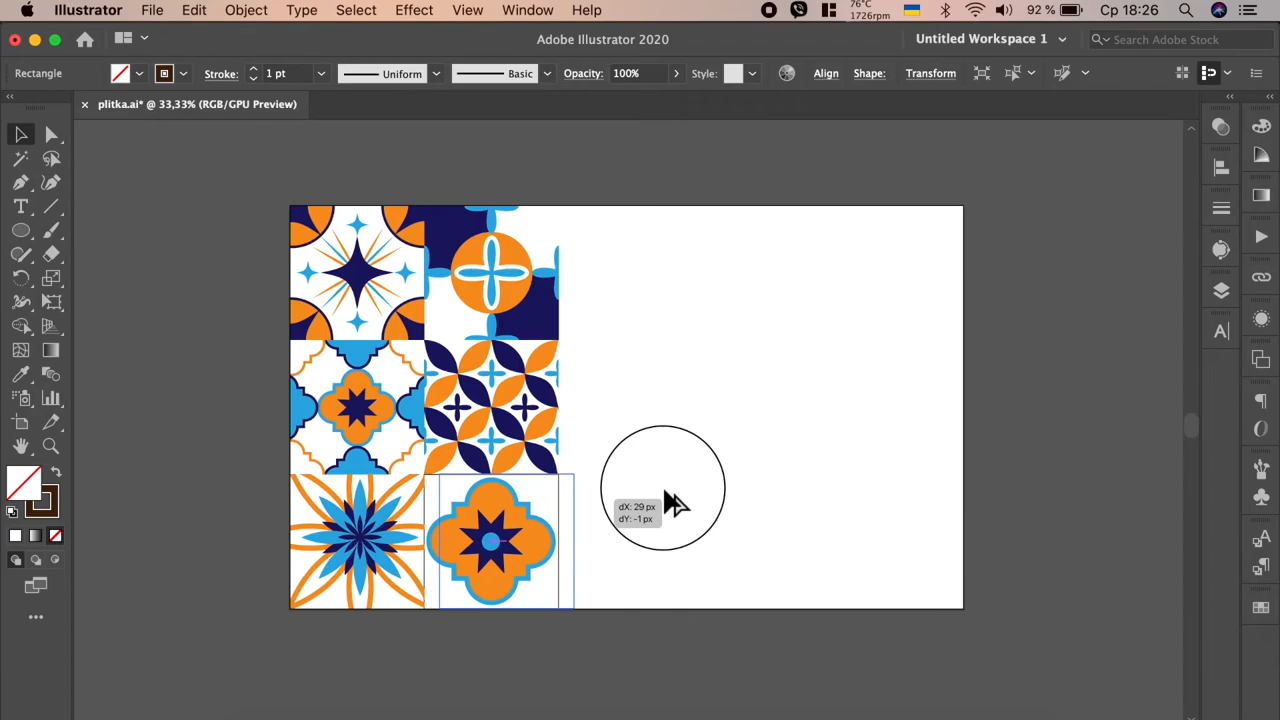 Illustrator File Edit Object Type Select Effect View Window Help
76°C
1726rpm
92 %
Ср 18:26
Adobe Illustrator 2020
Untitled Workspace 1
Search Adobe Stock
Rectangle
Stroke:
1 pt
Uniform
Basic
Opacity:
100%
Style:
Align
Shape:
Transform
plitka.ai* @ 33,33% (RGB/GPU Preview)
dX: 29 px
dY: -1 px